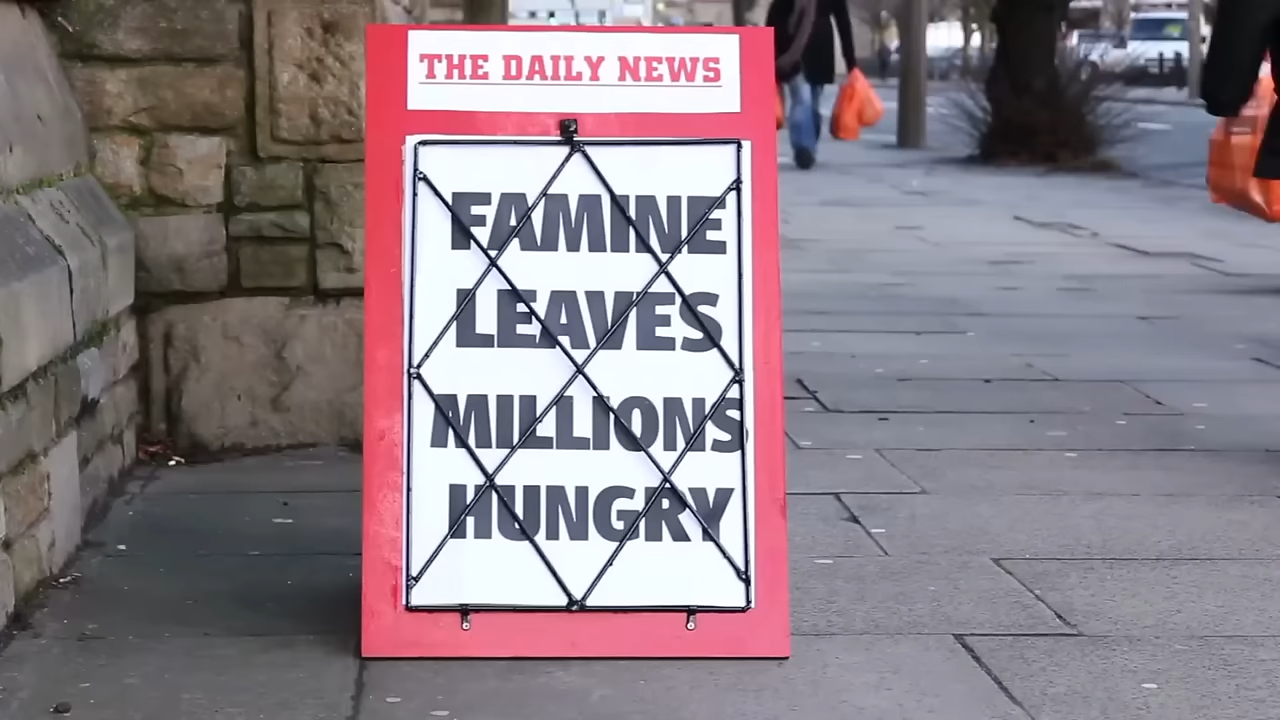 THE DAILY NEWS
FAMINE
LEAVES
MILLIONS
HUNGRY